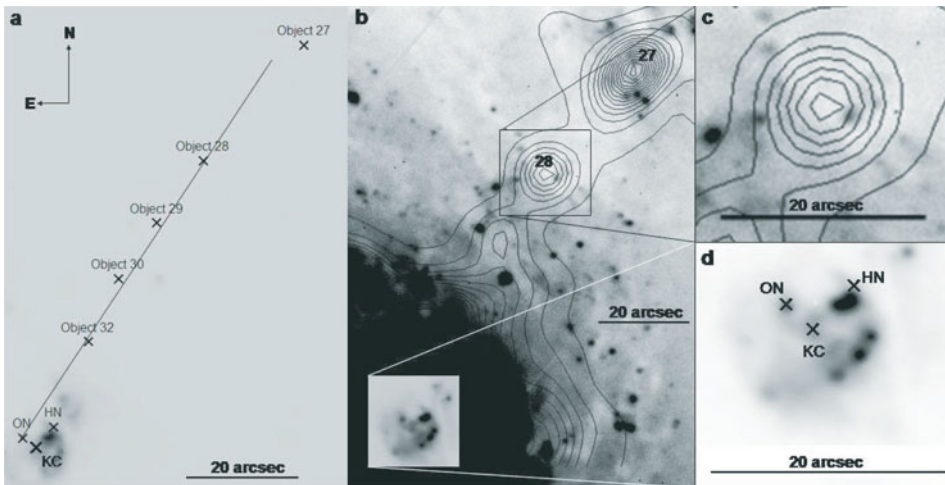 a
N
E
Object 27
Object 28
Object 29
Object 30
Object 32
ON
HN
KC
20 arcsec
b
27
28
20 arcsec
c
20 arcsec
d
ON
HN
KC
20 arcsec